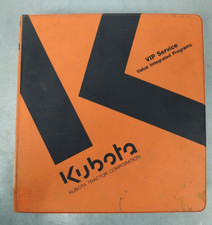 VIP Service
Value Integrated Programs
Kubota
KUBOTA TRACTOR CORPORATION